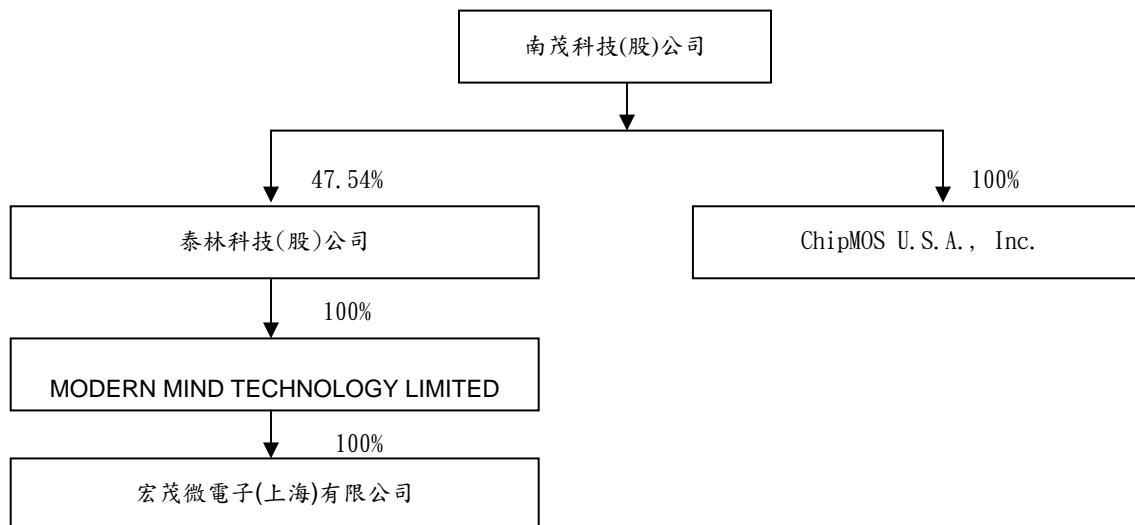 南茂科技(股)公司
47.54%
100%
泰林科技(股)公司
ChipMOS U.S.A., Inc.
100%
MODERN MIND TECHNOLOGY LIMITED
100%
宏茂微電子(上海)有限公司